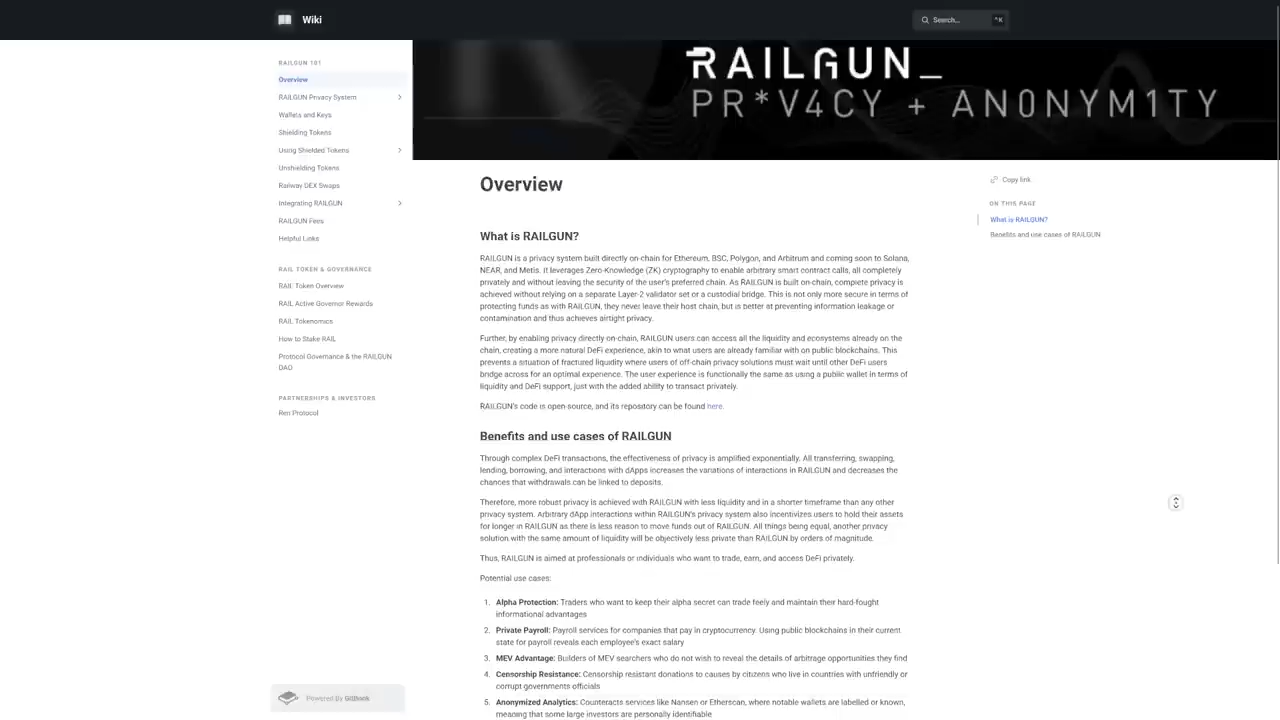 Wiki
Search...
^K
RAILGUN 101
Overview
RAILGUN Privacy System
Wallets and Keys
Shielding Tokens
Using Shielded Tokens
Unshielding Tokens
Railway DEX Swaps
Integrating RAILGUN
RAILGUN Fees
Helpful Links
RAIL TOKEN & GOVERNANCE
RAIL Token Overview
RAIL Active Governor Rewards
RAIL Tokenomics
How to Stake RAIL
Protocol Governance & the RAILGUN
DAO
PARTNERSHIPS & INVESTORS
Ren Protocol
Powered By GitBook
RAILGUN_
PR*V4CY + AN0NYM1TY
Overview
What is RAILGUN?
RAILGUN is a privacy system built directly on-chain for Ethereum, BSC, Polygon, and Arbitrum and coming soon to Solana,
NEAR, and Metis. It leverages Zero-Knowledge (ZK) cryptography to enable arbitrary smart contract calls, all completely
privately and without leaving the security of the user's preferred chain. As RAILGUN is built on-chain, complete privacy is
achieved without relying on a separate Layer-2 validator set or a custodial bridge. This is not only more secure in terms of
protecting funds as with RAILGUN, they never leave their host chain, but is better at preventing information leakage or
contamination and thus achieves airtight privacy.
Further, by enabling privacy directly on-chain, RAILGUN users can access all the liquidity and ecosystems already on the
chain, creating a more natural DeFi experience, akin to what users are already familiar with on public blockchains. This
prevents a situation of fractured liquidity where users of off-chain privacy solutions must wait until other DeFi users
bridge across for an optimal experience. The user experience is functionally the same as using a public wallet in terms of
liquidity and DeFi support, just with the added ability to transact privately.
RAILGUN's code is open-source, and its repository can be found here.
Benefits and use cases of RAILGUN
Through complex DeFi transactions, the effectiveness of privacy is amplified exponentially. All transferring, swapping,
lending, borrowing, and interactions with dApps increases the variations of interactions in RAILGUN and decreases the
chances that withdrawals can be linked to deposits.
Therefore, more robust privacy is achieved with RAILGUN with less liquidity and in a shorter timeframe than any other
privacy system. Arbitrary dApp interactions within RAILGUN's privacy system also incentivizes users to hold their assets
for longer in RAILGUN as there is less reason to move funds out of RAILGUN. All things being equal, another privacy
solution with the same amount of liquidity will be objectively less private than RAILGUN by orders of magnitude.
Thus, RAILGUN is aimed at professionals or individuals who want to trade, earn, and access DeFi privately.
Potential use cases:
1. Alpha Protection: Traders who want to keep their alpha secret can trade feely and maintain their hard-fought
informational advantages
2. Private Payroll: Payroll services for companies that pay in cryptocurrency. Using public blockchains in their current
state for payroll reveals each employee's exact salary
3. MEV Advantage: Builders of MEV searchers who do not wish to reveal the details of arbitrage opportunities they find
4. Censorship Resistance: Censorship resistant donations to causes by citizens who live in countries with unfriendly or
corrupt governments officials
5. Anonymized Analytics: Counteracts services like Nansen or Etherscan, where notable wallets are labelled or known,
meaning that some large investors are personally identifiable
Copy link
ON THIS PAGE
What is RAILGUN?
Benefits and use cases of RAILGUN